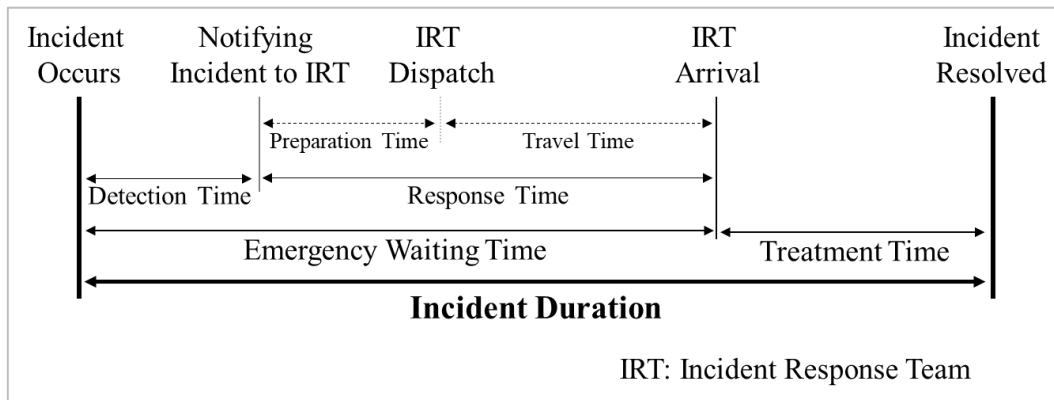 Incident Occurs
Notifying Incident to IRT
IRT Dispatch
IRT Arrival
Incident Resolved
Preparation Time
Travel Time
Detection Time
Response Time
Emergency Waiting Time
Treatment Time
Incident Duration
IRT: Incident Response Team